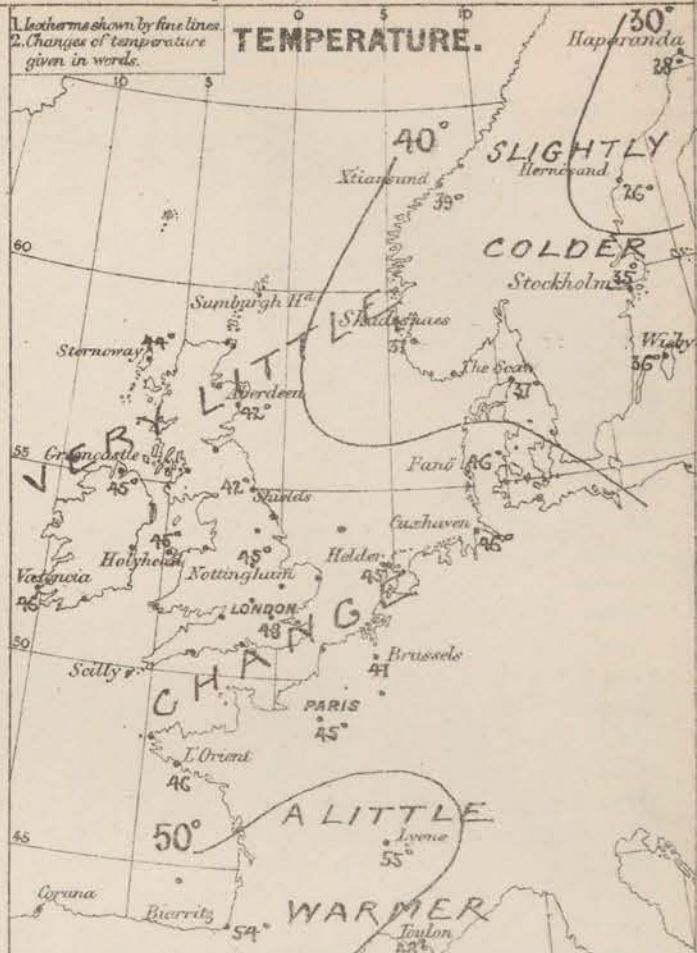 1. Isotherms shown by fine lines.
2. Changes of temperature
given in words.
TEMPERATURE.
10
5
0
5
10
30°
Haparanda
28°
40°
SLIGHTLY
Hernösand
26°
Xtiansund
39°
60
COLDER
Stockholm
35°
Sumburgh Hd
Skudesnaes
37°
44°
Stornoway
Wisby
36°
The Scaw
37°
VERY LITTLE
Aberdeen
42°
55
Greencastle
45°
Fanö
46°
42°
Shields
Cuxhaven
46°
46°
Holyhead
45°
Nottingham
Helder
45°
Valencia
46
LONDON
48
50
Scilly
CHANGE
Brussels
41
PARIS
45°
L'Orient
46
A LITTLE
45
50°
Lyons
55°
Coruna
Biarritz
54°
WARMER
Toulon